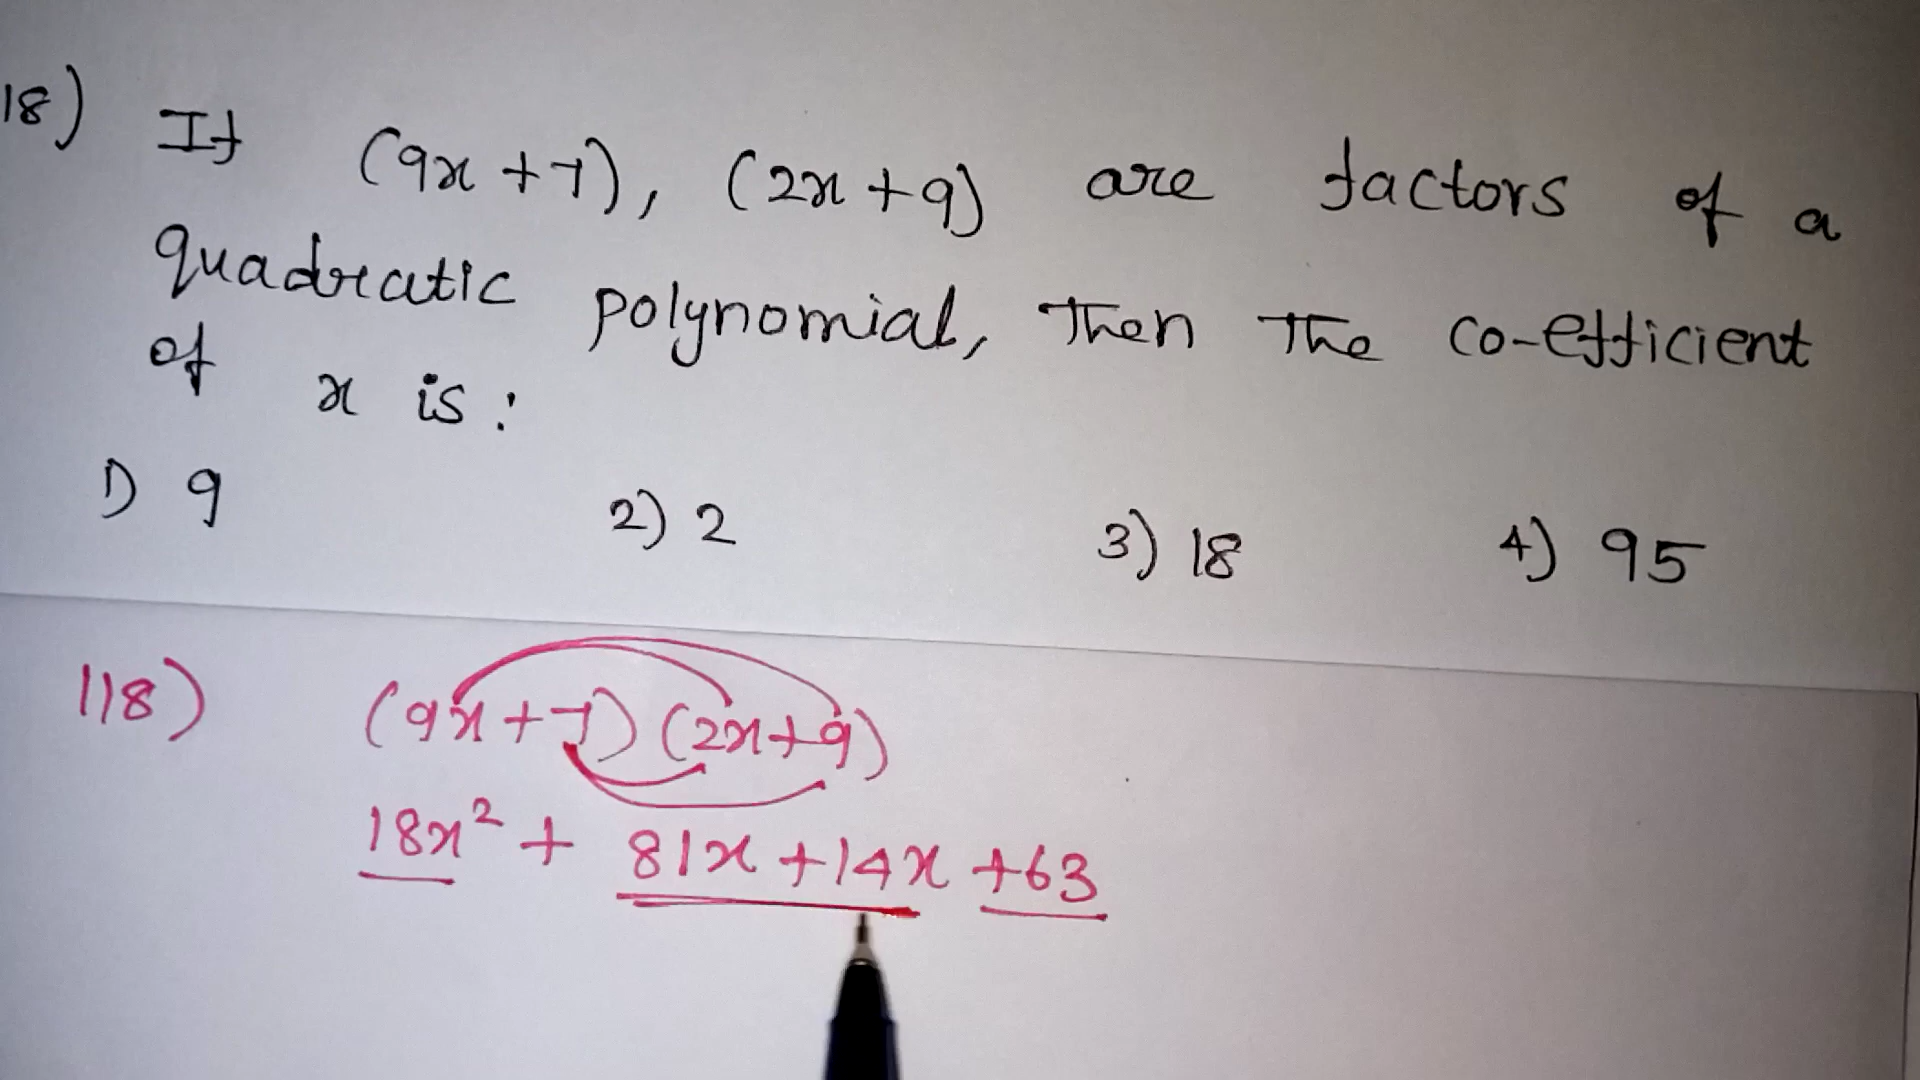 18) If (9x+7), (2x+9) are factors of a
quadratic polynomial, then the co-efficient
of x is:
1) 9 2) 2 3) 18 4) 95
118) (9x+7)(2x+9)
18x² + 81x + 14x + 63